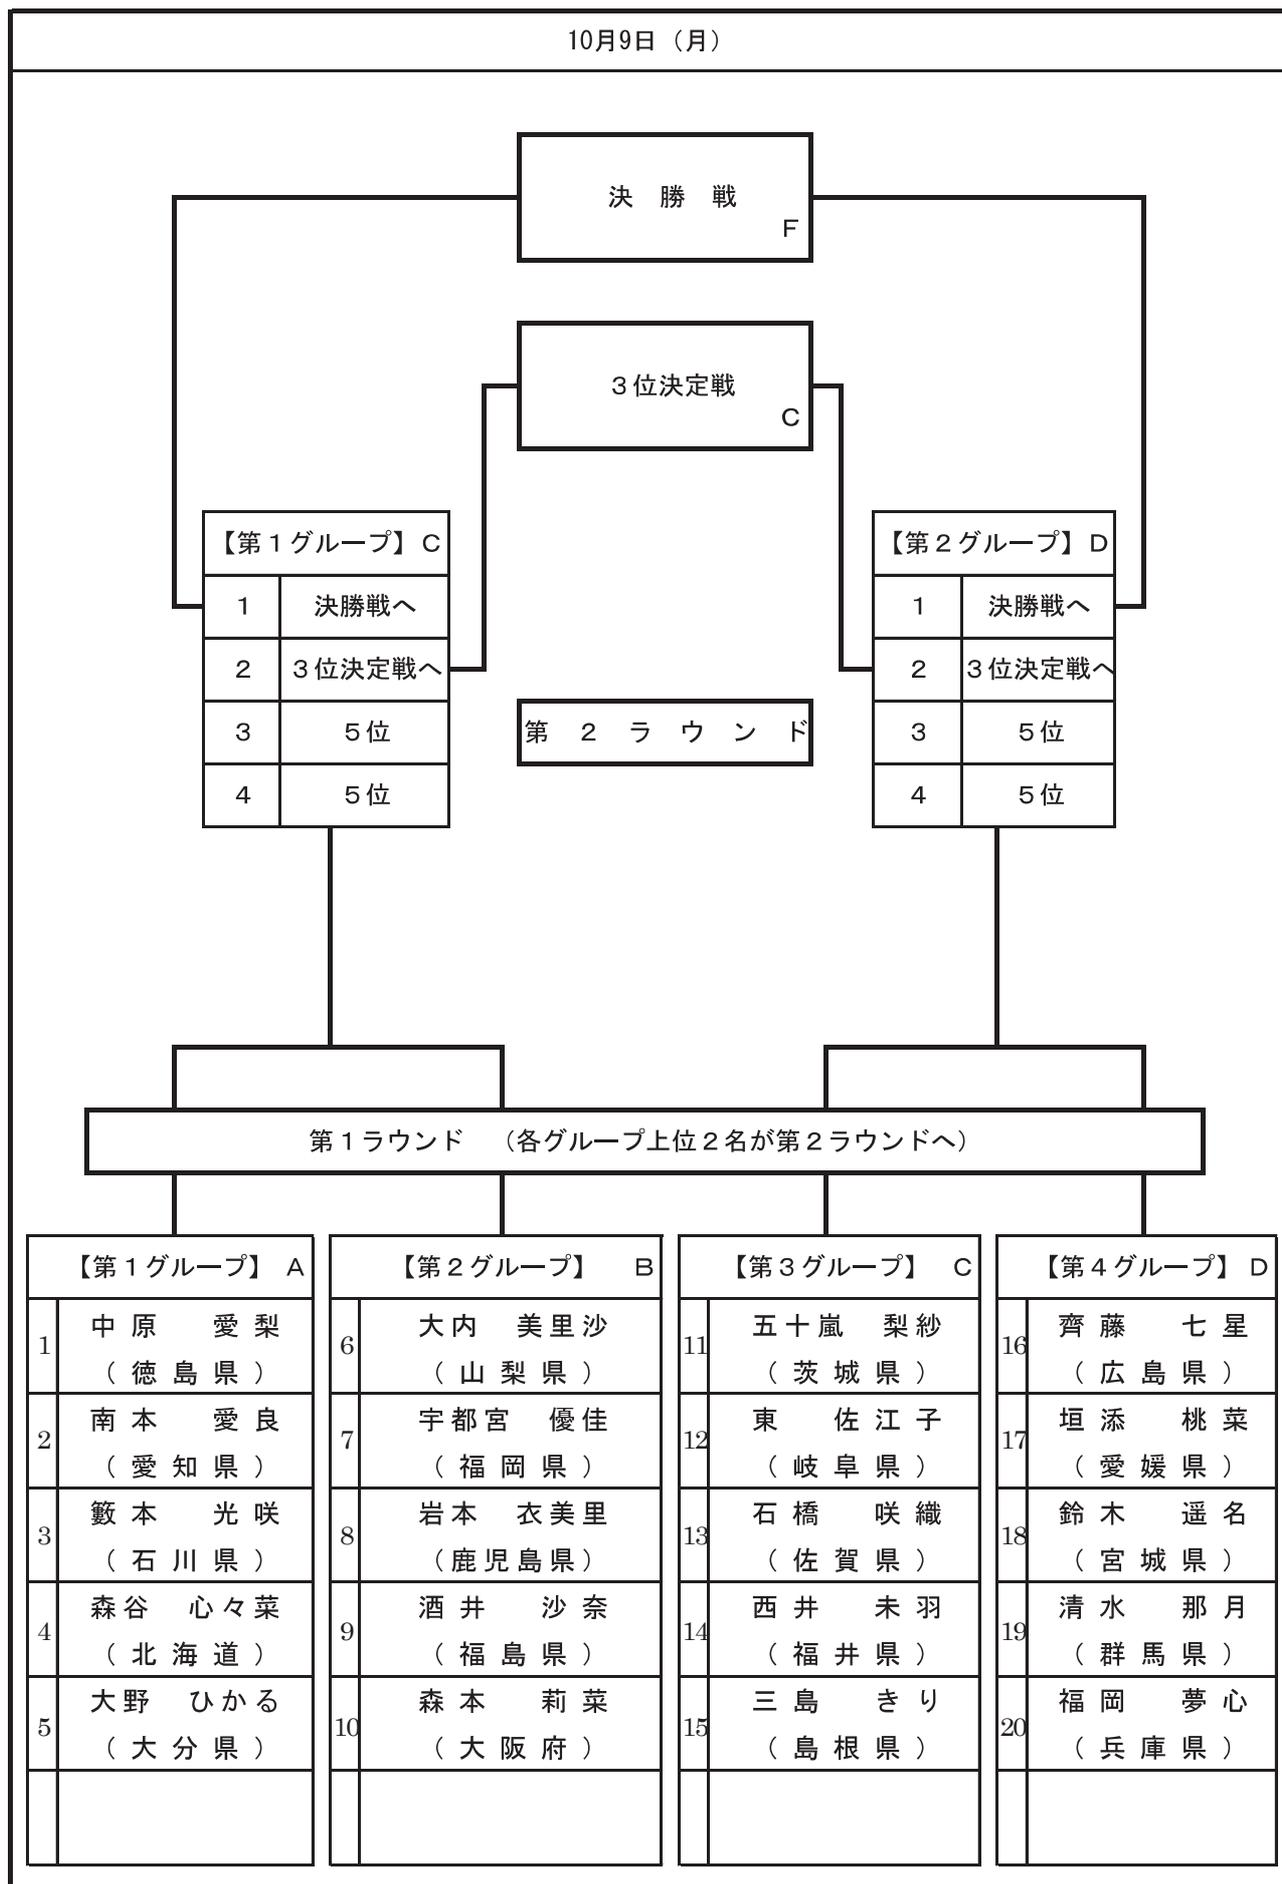 10月9日（月）
決　勝　戦
F
３位決定戦
C
【第１グループ】C
1　決勝戦へ
2　３位決定戦へ
3　５位
4　５位
【第２グループ】D
1　決勝戦へ
2　３位決定戦へ
3　５位
4　５位
第　２　ラ　ウ　ン　ド
第１ラウンド　（各グループ上位２名が第２ラウンドへ）
【第１グループ】 A
1　中原　愛梨
（徳島県）
2　南本　愛良
（愛知県）
3　籔本　光咲
（石川県）
4　森谷　心々菜
（北海道）
5　大野　ひかる
（大分県）
【第２グループ】　B
6　大内　美里沙
（山梨県）
7　宇都宮　優佳
（福岡県）
8　岩本　衣美里
（鹿児島県）
9　酒井　沙奈
（福島県）
10　森本　莉菜
（大阪府）
【第３グループ】　C
11　五十嵐　梨紗
（茨城県）
12　東　佐江子
（岐阜県）
13　石橋　咲織
（佐賀県）
14　西井　未羽
（福井県）
15　三島　きり
（島根県）
【第４グループ】D
16　齊藤　七星
（広島県）
17　垣添　桃菜
（愛媛県）
18　鈴木　遥名
（宮城県）
19　清水　那月
（群馬県）
20　福岡　夢心
（兵庫県）